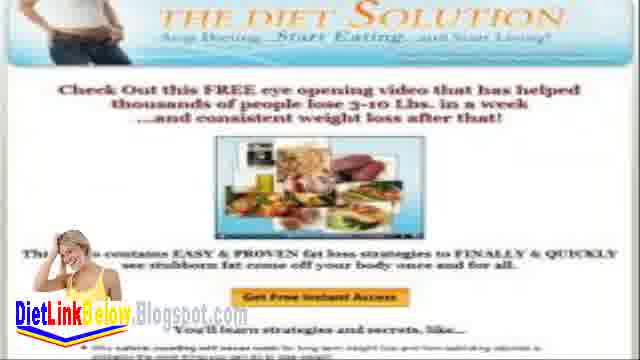 THE DIET SOLUTION
Stop Dieting...Start Eating...and Start Living!
Check Out this FREE eye opening video that has helped
thousands of people lose 3-10 Lbs. in a week
...and consistent weight loss after that!
contains EASY & PROVEN fat loss strategies to FINALLY & QUICKLY
see stubborn fat come off your body once and for all.
Get Free Instant Access
DietLinkBelow.Blogspot.com
You'll learn strategies and secrets, like...